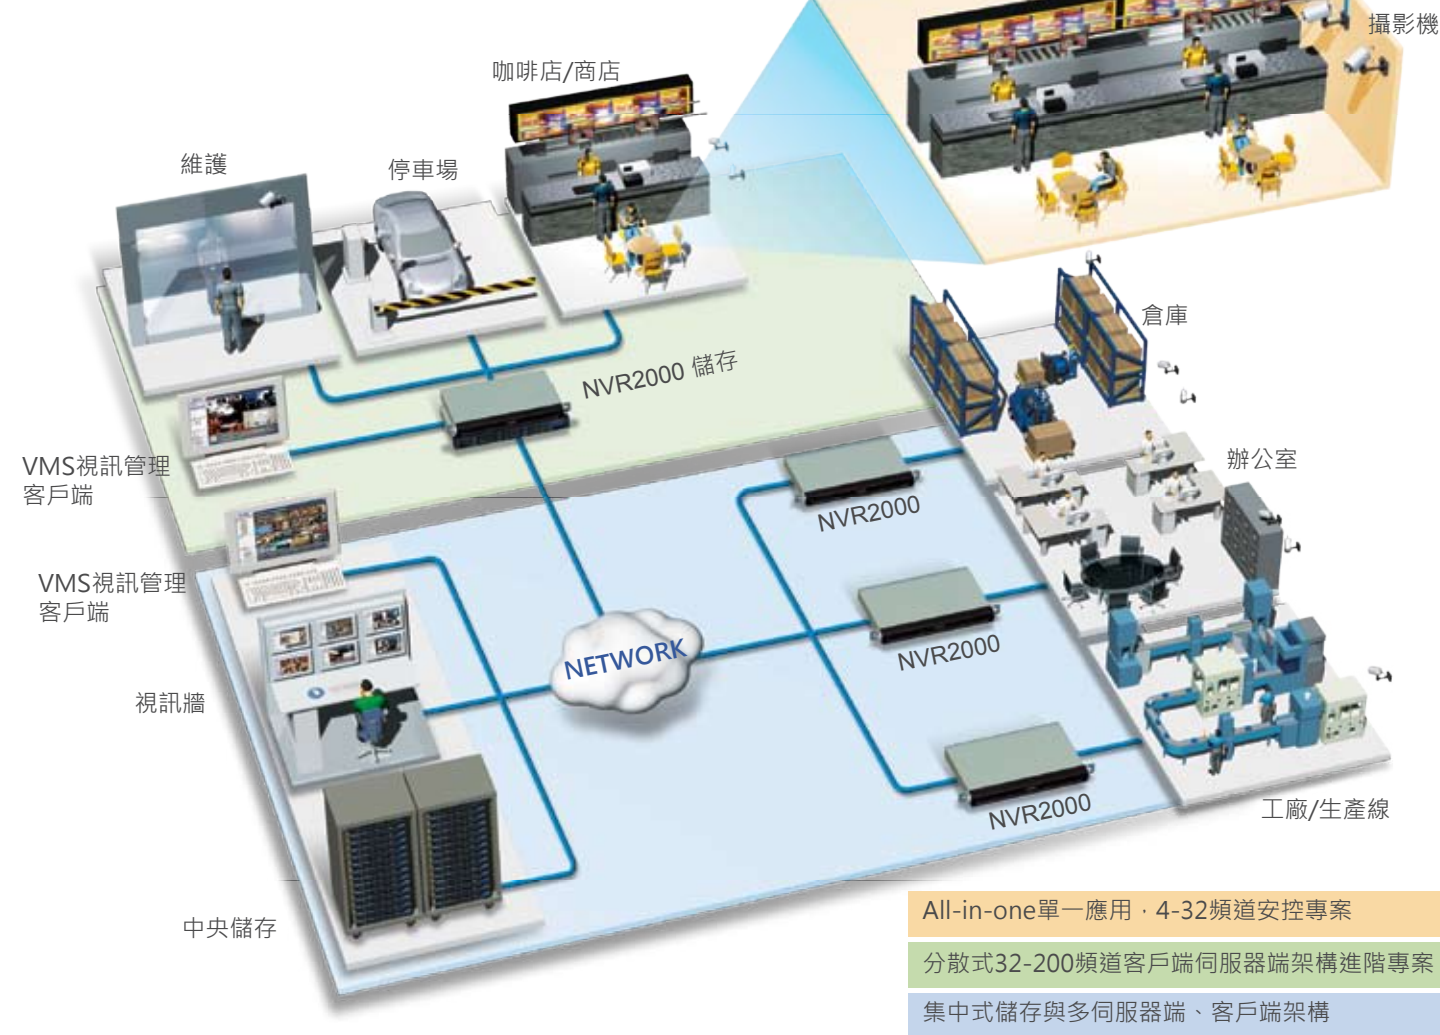 攝影機
咖啡店/商店
維護
停車場
倉庫
NVR2000 儲存
VMS視訊管理
客戶端
辦公室
NVR2000
VMS視訊管理
客戶端
NETWORK
NVR2000
視訊牆
NVR2000
工廠/生產線
中央儲存
All-in-one單一應用，4-32頻道安控專案
分散式32-200頻道客戶端伺服器端架構進階專案
集中式儲存與多伺服器端、客戶端架構